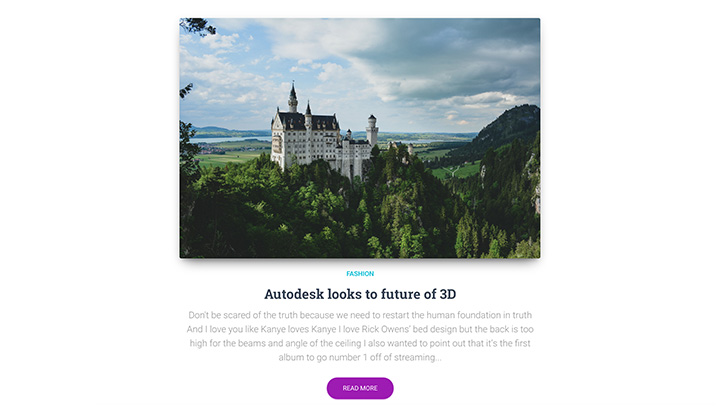 FASHION
Autodesk looks to future of 3D
Don't be scared of the truth because we need to restart the human foundation in truth
And I love you like Kanye loves Kanye I love Rick Owens' bed design but the back is too
high for the beams and angle of the ceiling I also wanted to point out that it's the first
album to go number 1 off of streaming...
READ MORE